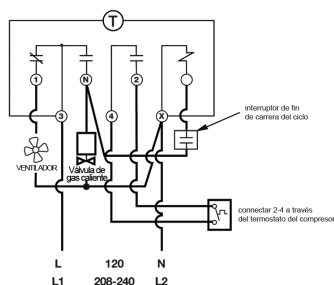 T
1
N
2
3
4
X
interruptor de fin
de carrera del ciclo
VENTILADOR
Válvula de
gas caliente
connectar 2-4 a través
del termostato del compresor
L 120 N
L1 208-240 L2